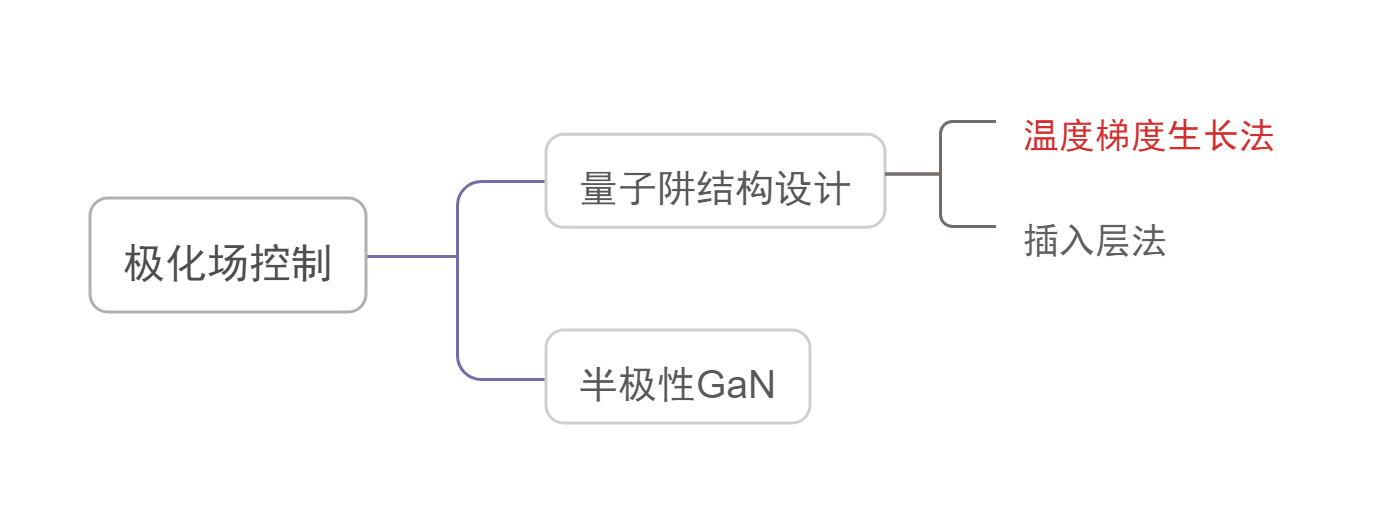 极化场控制
量子阱结构设计
温度梯度生长法
插入层法
半极性GaN